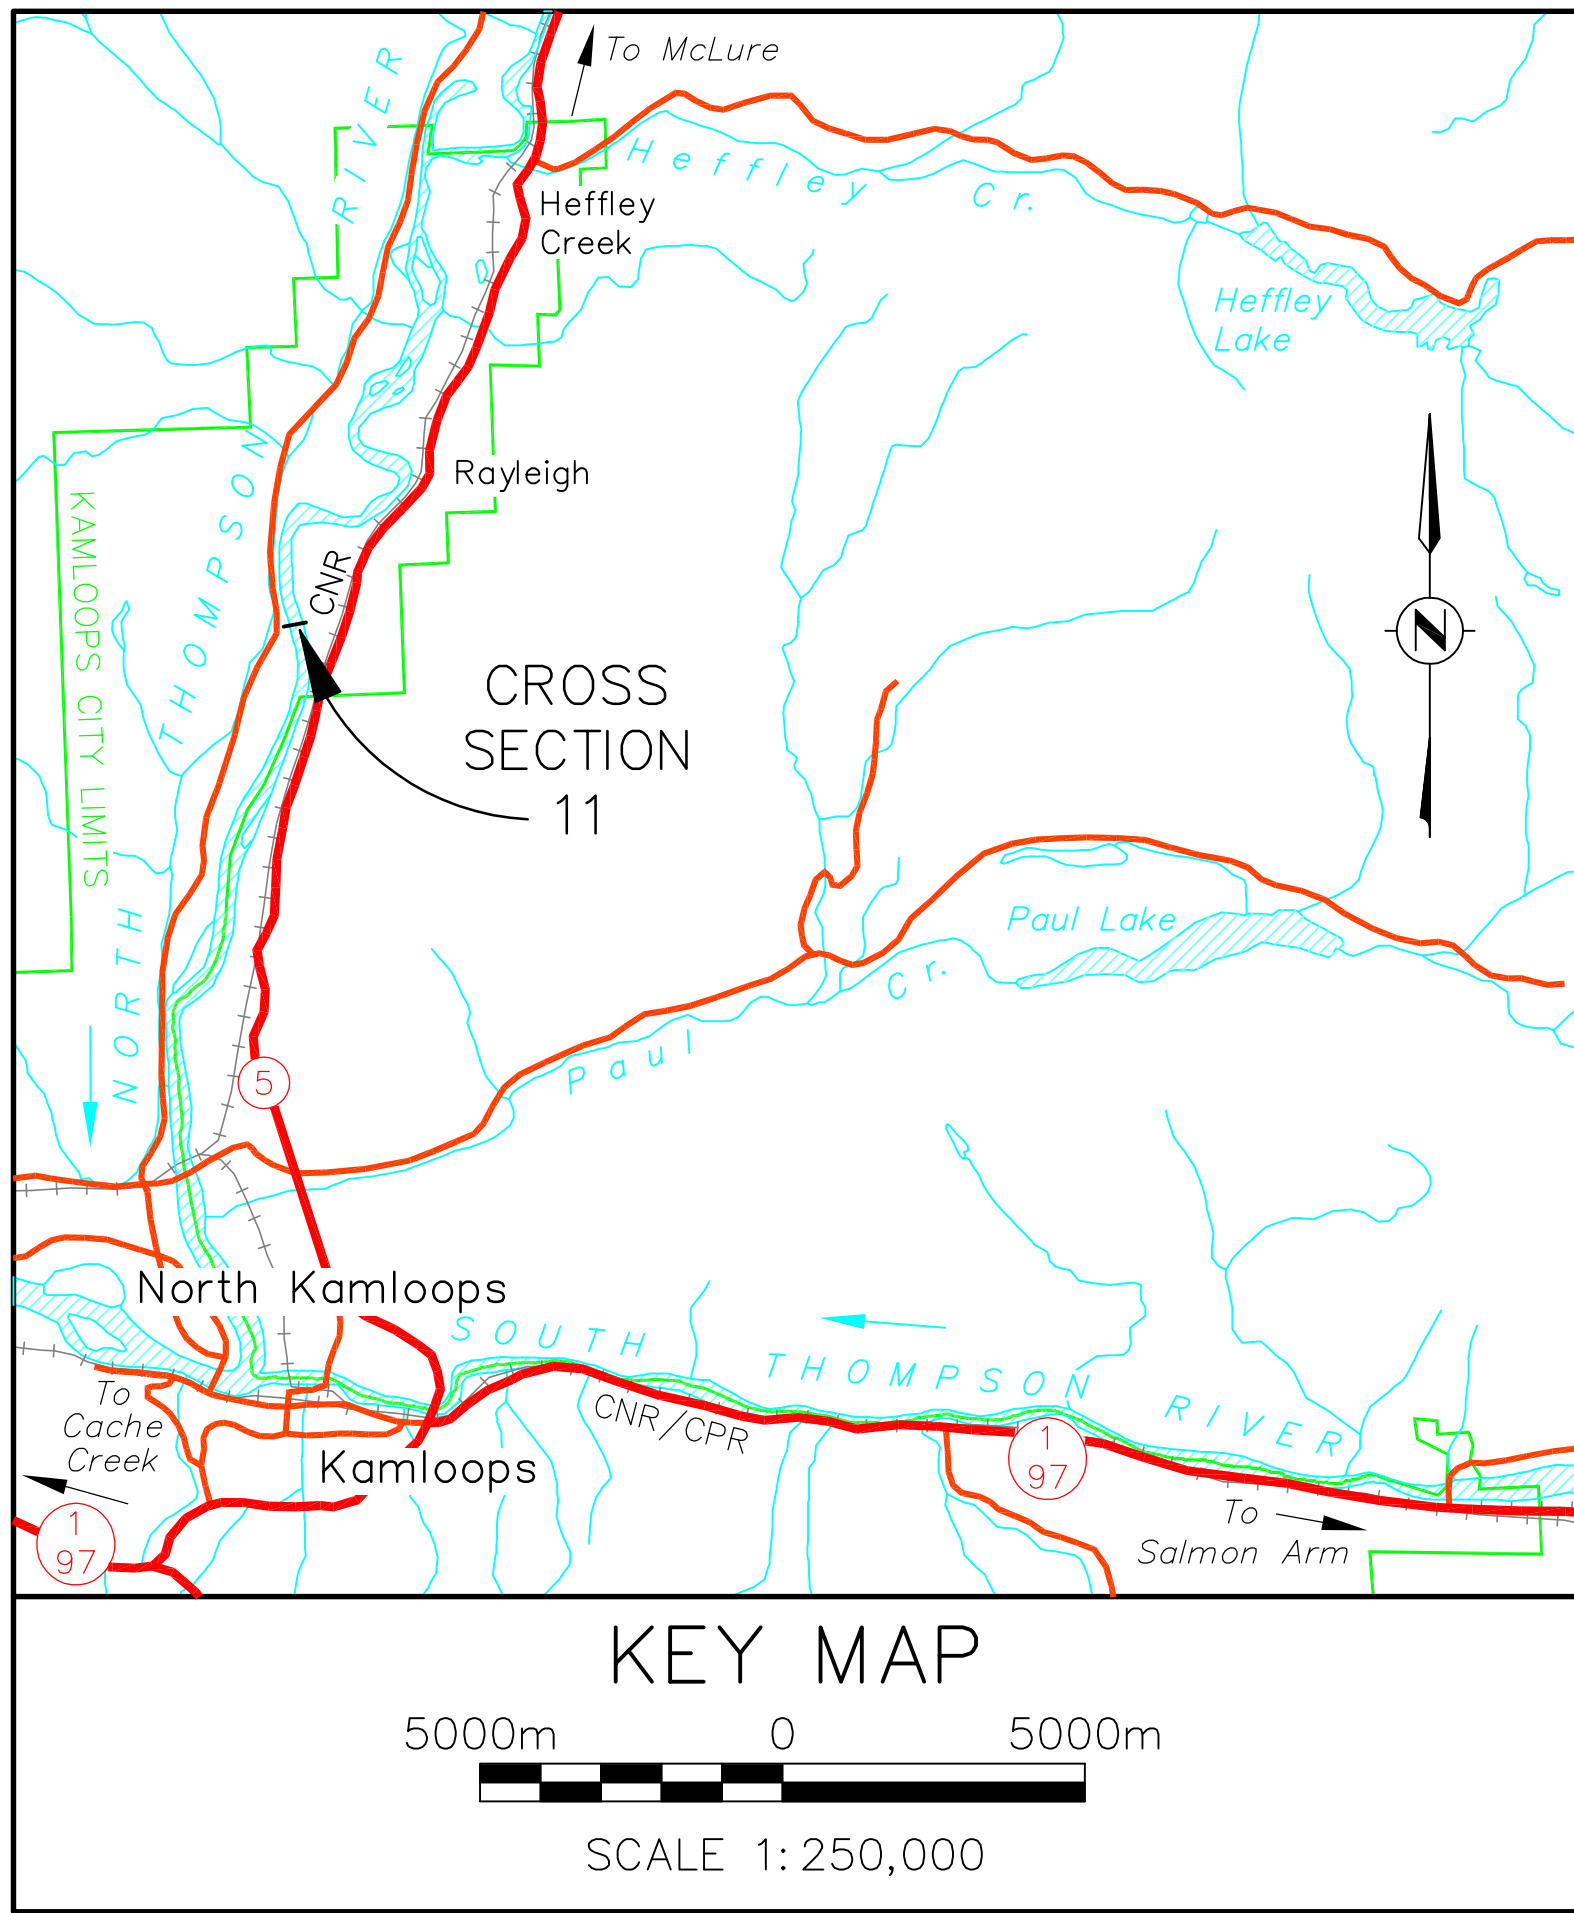 To McLure
RIVER
Heffley Cr.
Heffley
Creek
Heffley
Lake
Rayleigh
THOMPSON
KAMLOOPS CITY LIMITS
CNR
N
CROSS
SECTION
11
NORTH
Paul Lake
Paul Cr.
5
North Kamloops
SOUTH THOMPSON RIVER
To
Cache
Creek
CNR/CPR
Kamloops
1
97
1
97
To
Salmon Arm
KEY MAP
5000m 0 5000m
SCALE 1:250,000